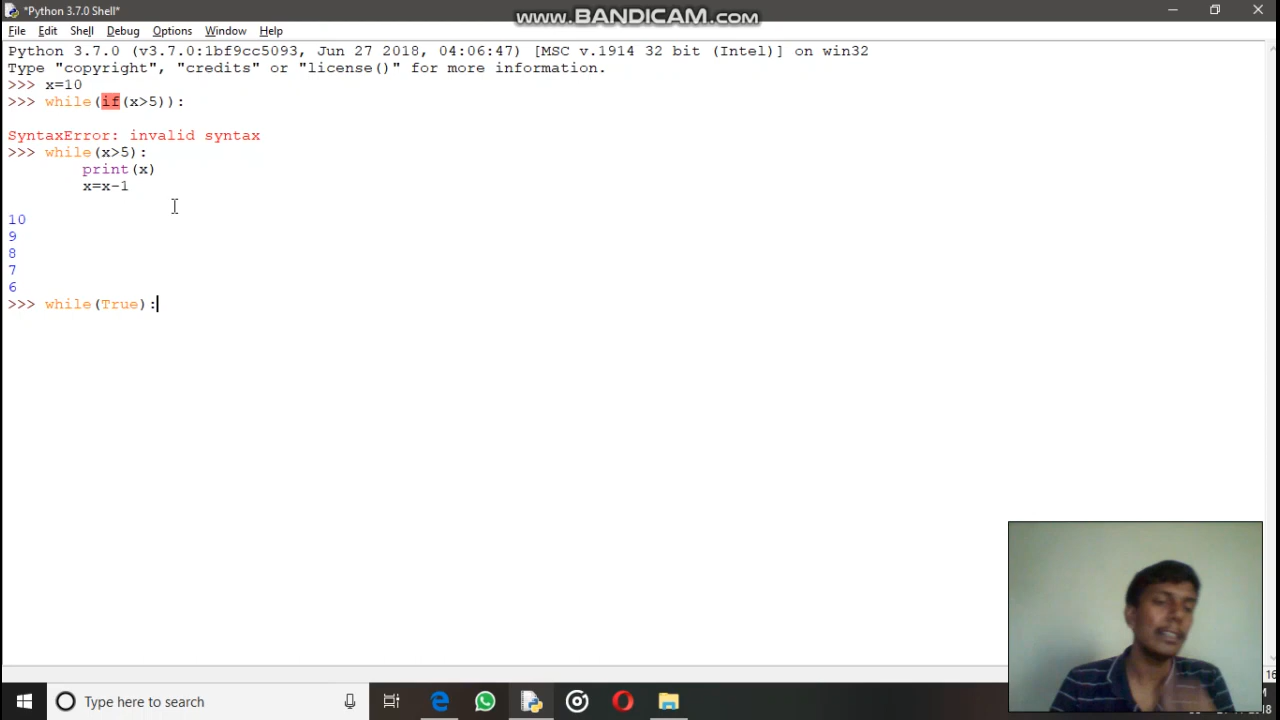 www.BANDICAM.com
*Python 3.7.0 Shell*
File Edit Shell Debug Options Window Help
Python 3.7.0 (v3.7.0:1bf9cc5093, Jun 27 2018, 04:06:47) [MSC v.1914 32 bit (Intel)] on win32
Type "copyright", "credits" or "license()" for more information.
>>> x=10
>>> while(if(x>5)):
SyntaxError: invalid syntax
>>> while(x>5):
print(x)
x=x-1
10
9
8
7
6
>>> while(True):
Type here to search